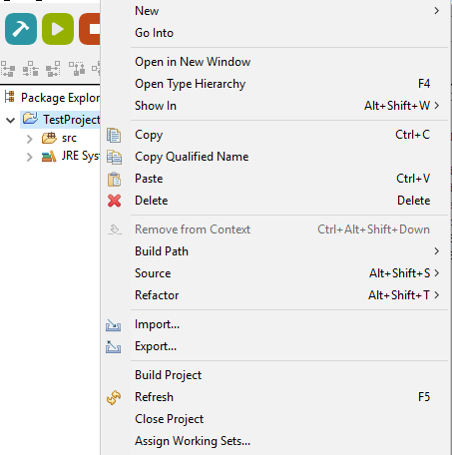 New
Go Into
Open in New Window
Open Type Hierarchy F4
Show In Alt+Shift+W >
Package Explor
TestProject
src
JRE Sys
Copy Ctrl+C
Copy Qualified Name
Paste Ctrl+V
Delete Delete
Remove from Context Ctrl+Alt+Shift+Down
Build Path
Source Alt+Shift+S >
Refactor Alt+Shift+T >
Import...
Export...
Build Project
Refresh F5
Close Project
Assign Working Sets...